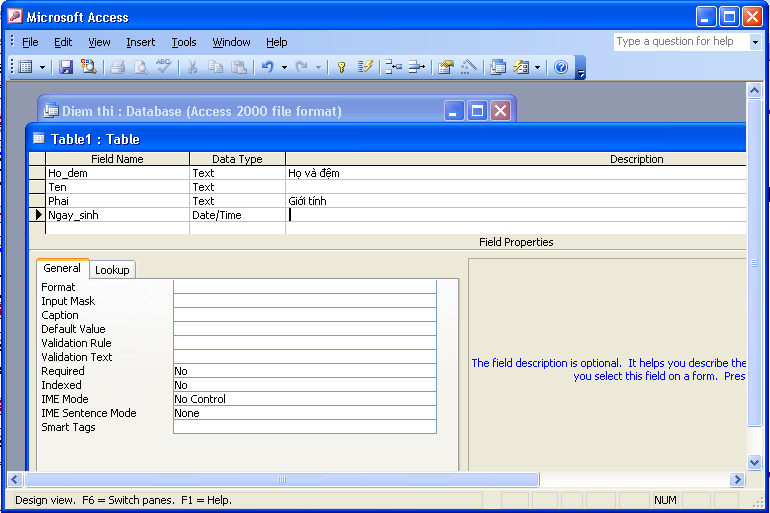 Microsoft Access
File Edit View Insert Tools Window Help Type a question for help
Diem thi : Database (Access 2000 file format)
Table1 : Table
Field Name Data Type Description
Ho_dem Text Họ và đệm
Ten Text
Phai Text Giới tính
Ngay_sinh Date/Time
Field Properties
General Lookup
Format
Input Mask
Caption
Default Value
Validation Rule
Validation Text
Required No
Indexed No
IME Mode No Control
IME Sentence Mode None
Smart Tags
The field description is optional. It helps you describe the
you select this field on a form. Pres
Design view. F6 = Switch panes. F1 = Help. NUM